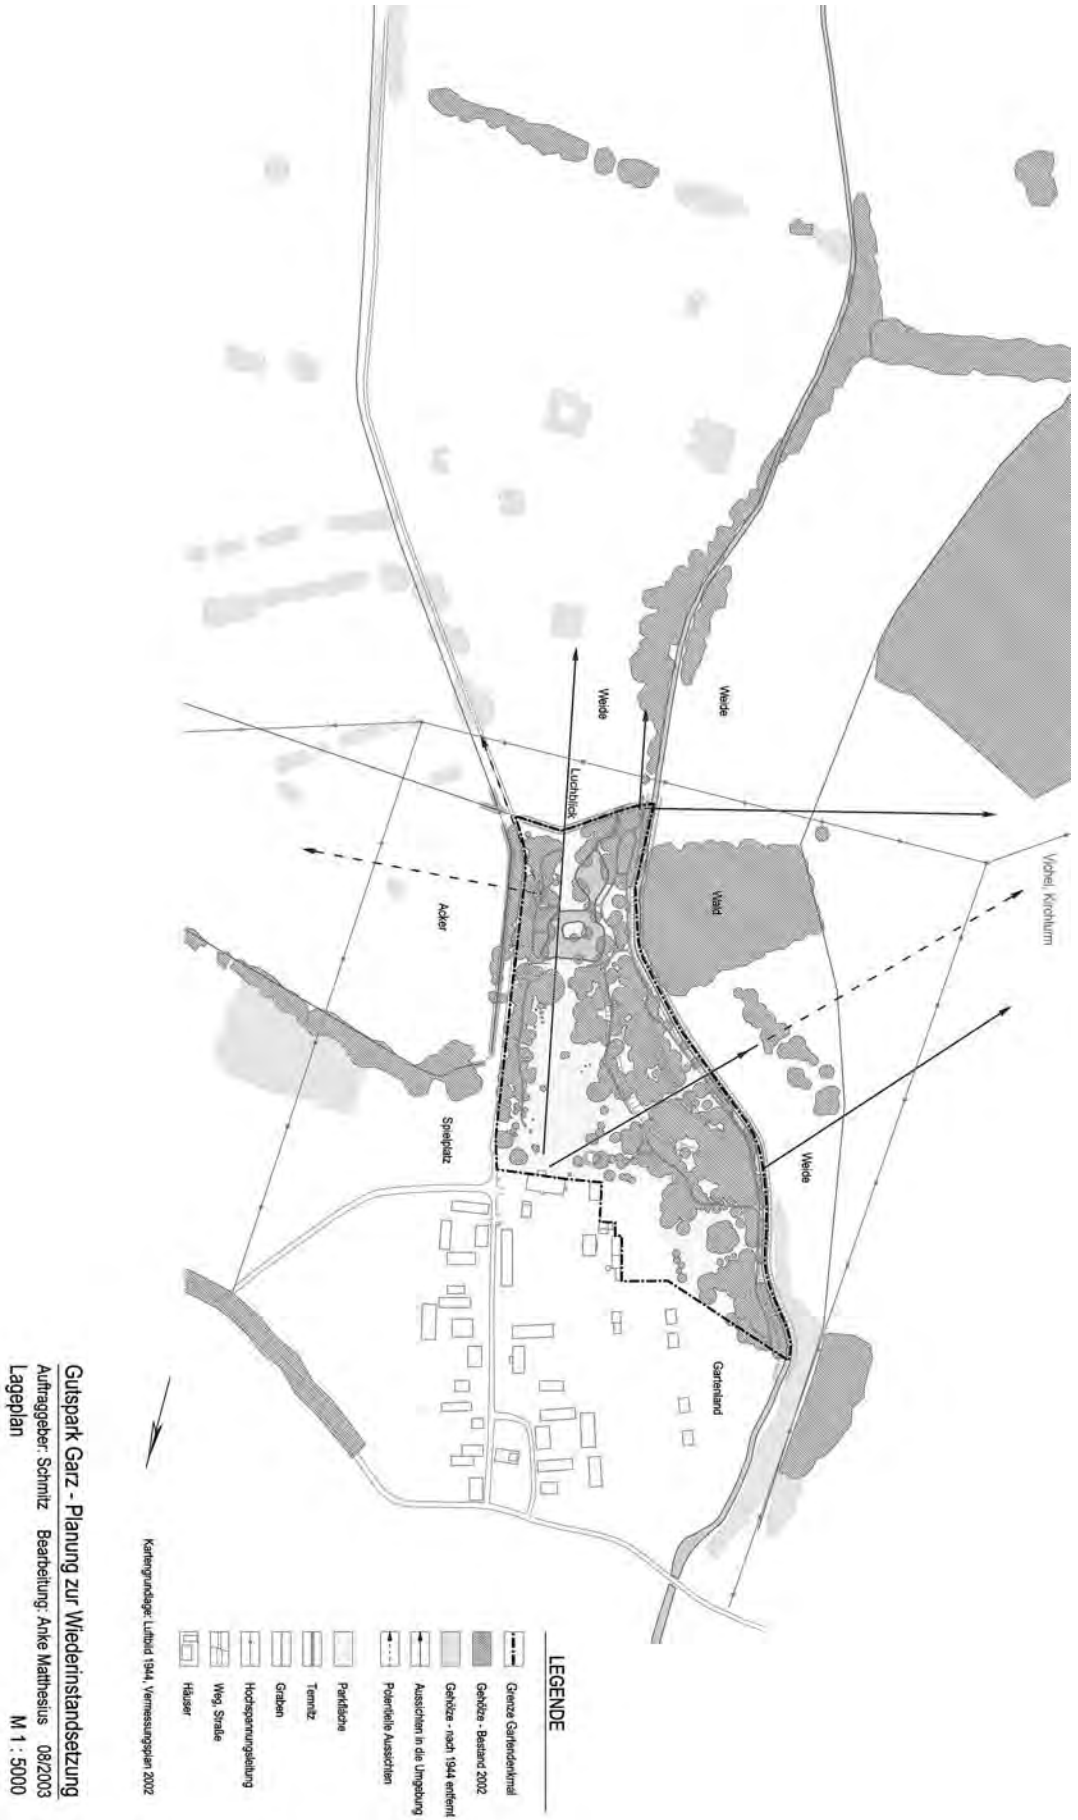 Weide
Weide
Luchblick
Wald
Vichel, Kirchturm
Acker
Spielplatz
Weide
Gartenland
LEGENDE
Grenze Gartendenkmal
Gehölze - Bestand 2002
Gehölze - nach 1944 entfernt
Aussichten in die Umgebung
Potentielle Aussichten
Parkfläche
Temnitz
Graben
Hochspannungsleitung
Weg, Straße
Häuser
Kartengrundlage: Luftbild 1944, Vermessungsplan 2002
Gutspark Garz - Planung zur Wiederinstandsetzung
Auftraggeber: Schmitz Bearbeitung: Anke Matthesius 08/2003
Lageplan M 1 : 5000